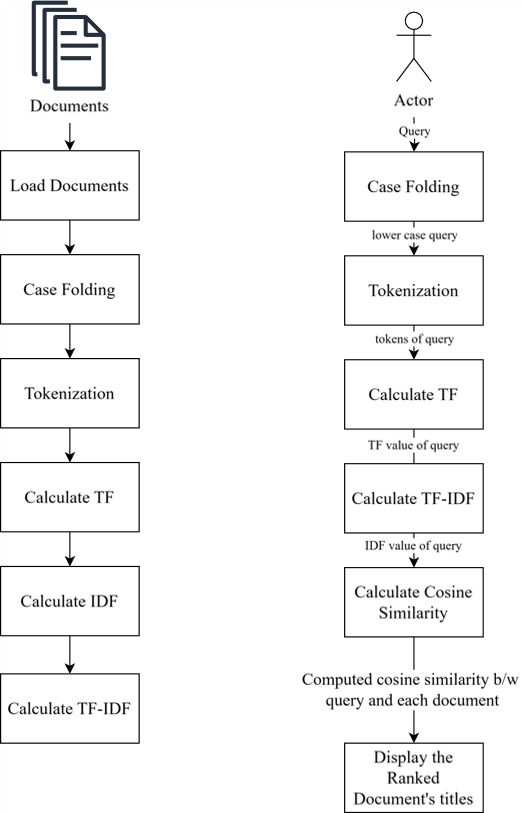 Documents
Load Documents
Case Folding
Tokenization
Calculate TF
Calculate IDF
Calculate TF-IDF
Actor
Query
Case Folding
lower case query
Tokenization
tokens of query
Calculate TF
TF value of query
Calculate TF-IDF
IDF value of query
Calculate Cosine
Similarity
Computed cosine similarity b/w
query and each document
Display the
Ranked
Document's titles